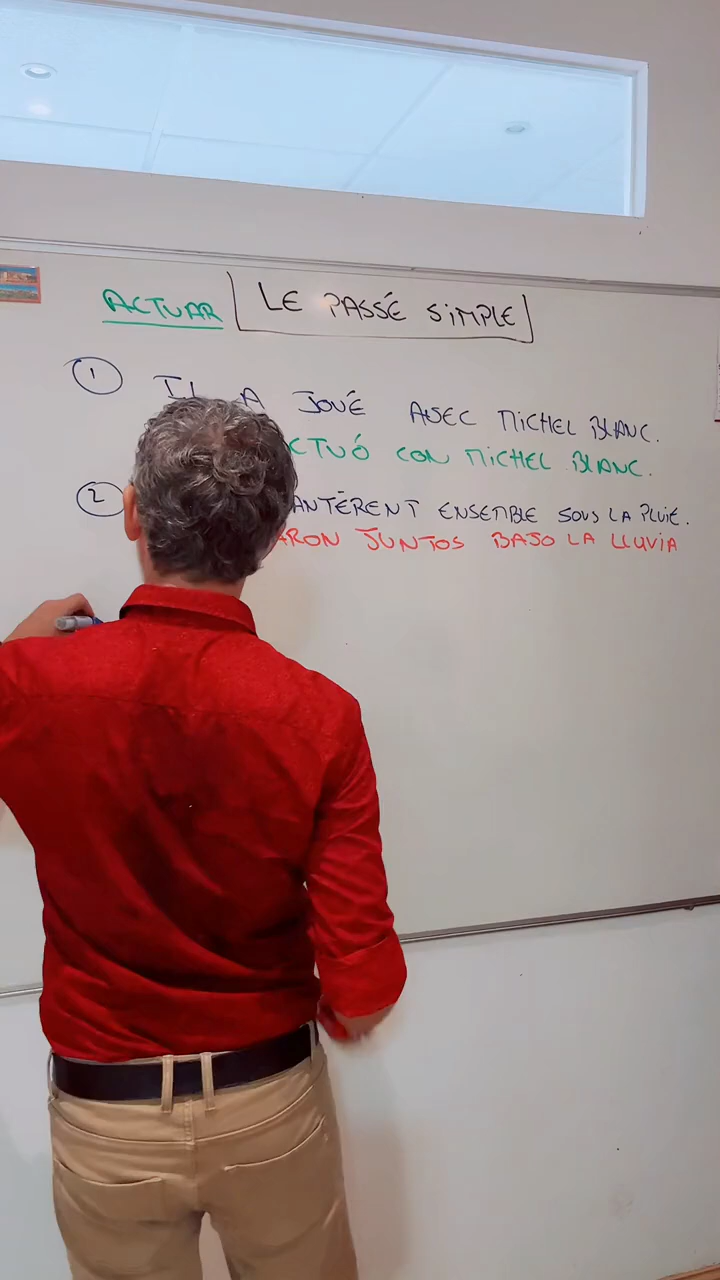 ACTUAR LE PASSÉ SIMPLE
1 IL A JOUÉ AVEC MICHEL BLANC.
CTUÓ CON MICHEL BLANC.
2 ANTÈRENT ENSEMBLE SOUS LA PLUIE.
ARON JUNTOS BAJO LA LLUVIA